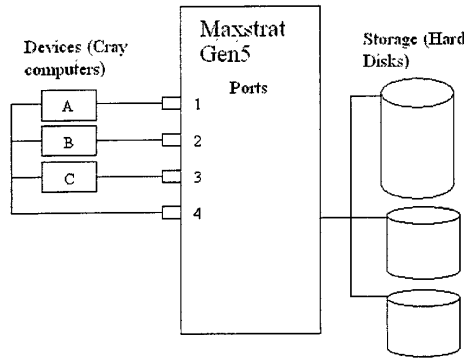 Devices (Cray
computers)
A
B
C
Maxstrat
Gen5
Ports
1
2
3
4
Storage (Hard
Disks)